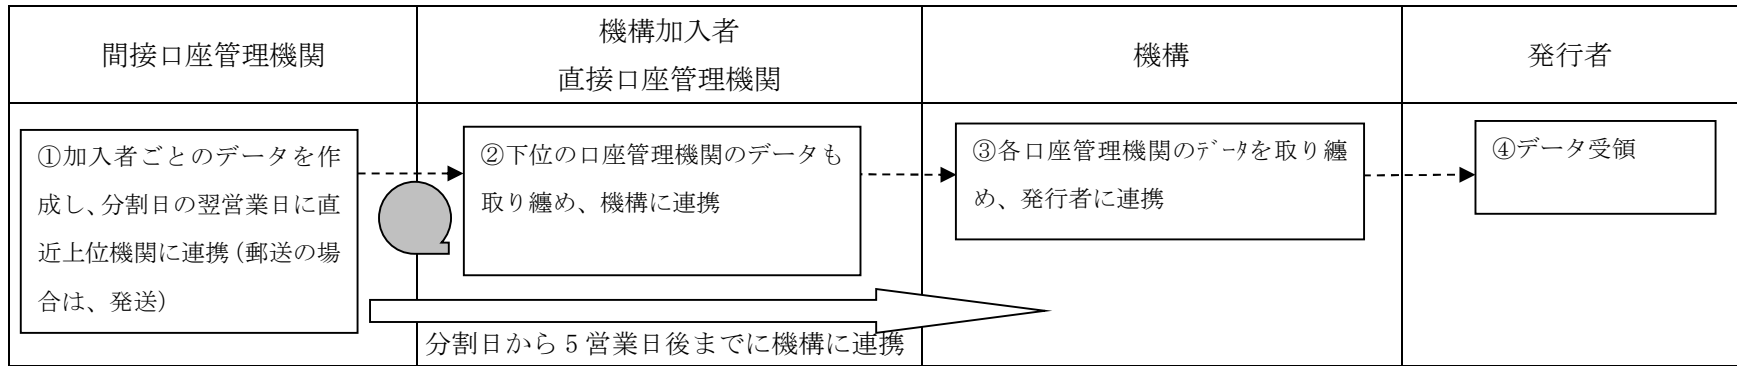 間接口座管理機関
機構加入者
直接口座管理機関
機構
発行者
①加入者ごとのデータを作
成し、分割日の翌営業日に直
近上位機関に連携(郵送の場
合は、発送)
②下位の口座管理機関のデータも
取り纏め、機構に連携
③各口座管理機関のﾃﾞｰﾀを取り纏
め、発行者に連携
④データ受領
分割日から5営業日後までに機構に連携